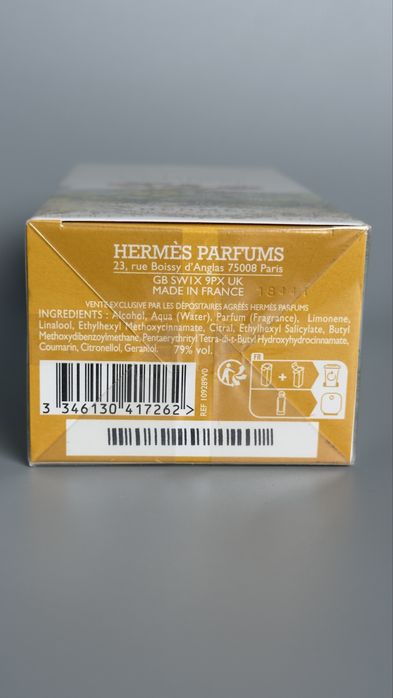 HERMÈS PARFUMS
23, rue Boissy d'Anglas 75008 Paris
GB SW1X 9PX UK
MADE IN FRANCE
VENTE EXCLUSIVE PAR LES DÉPOSITAIRES AGRÉÉS HERMÈS PARFUMS
INGREDIENTS : Alcohol, Aqua (Water), Parfum (Fragrance), Limonene,
Linalool, Ethylhexyl Methoxycinnamate, Citral, Ethylhexyl Salicylate, Butyl
Methoxydibenzoylmethane, Pentaerythrityl Tetra-di-t-Butyl Hydroxyhydrocinnamate,
Coumarin, Citronellol, Geraniol. 79% vol.
3 346130 417262 >
REF 109289V0
FR
+